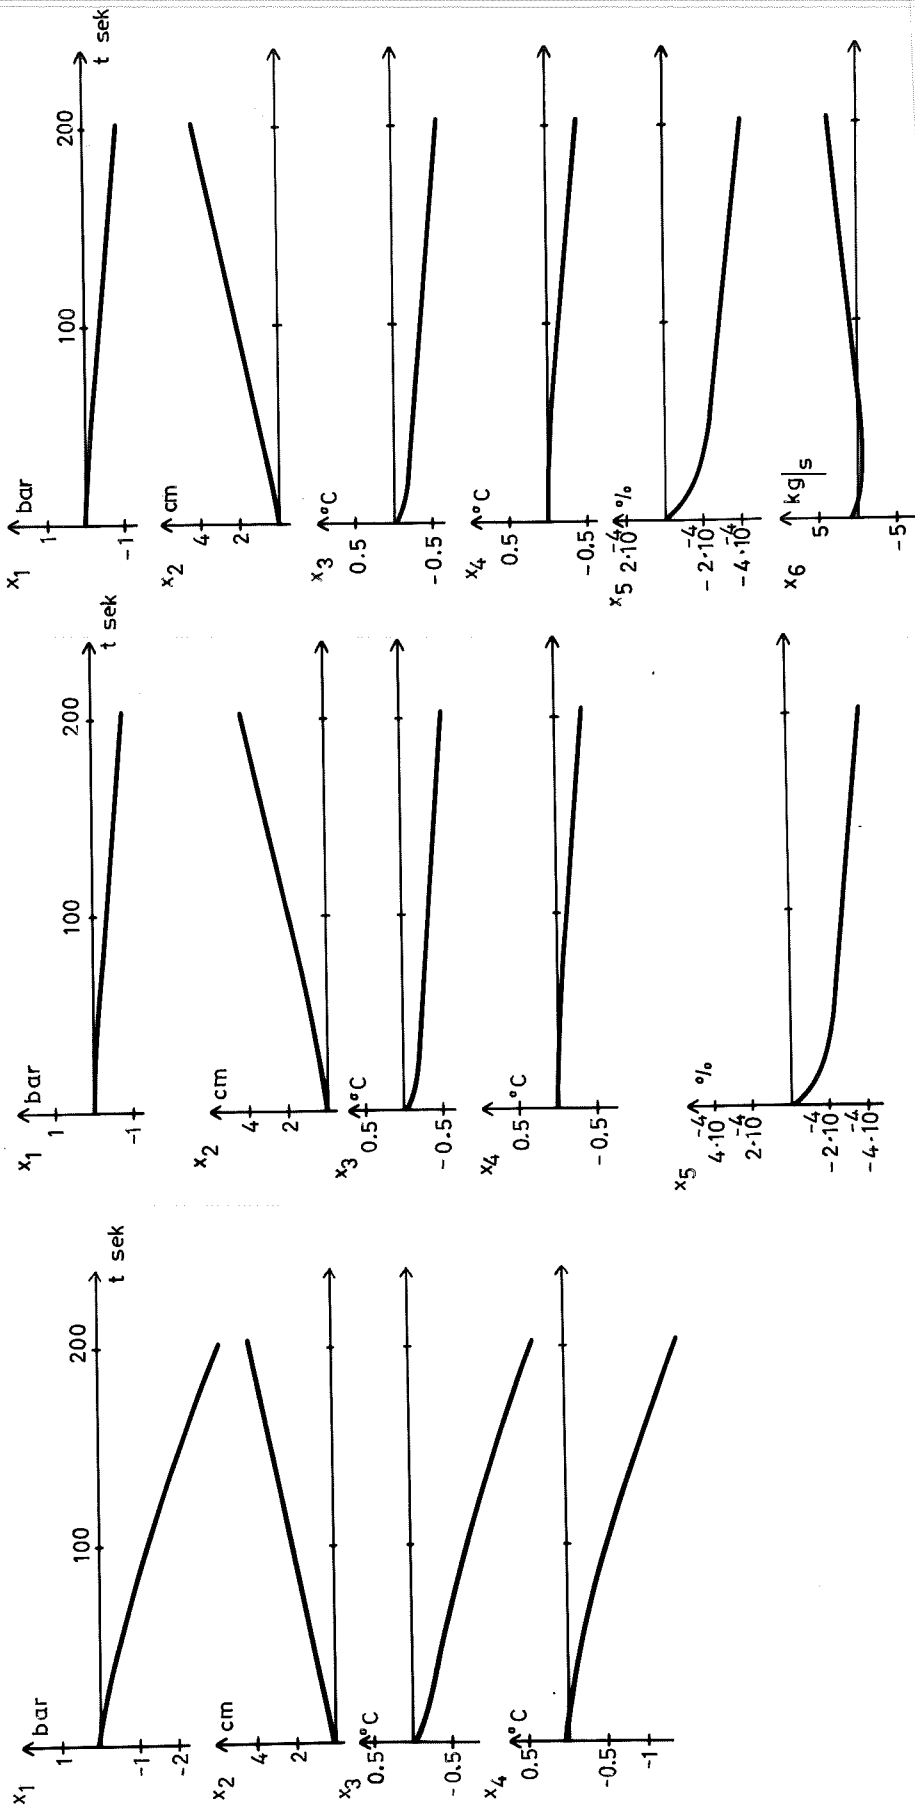 x₁ bar
1
-1
100
200
t sek
x₂ cm
4
2
x₃ °C
0.5
-0.5
x₄ °C
0.5
-0.5
x₅ %
2·10⁻⁴
-2·10⁻⁴
-4·10⁻⁴
x₆ kg/s
5
-5
x₁ bar
1
-1
100
200
t sek
x₂ cm
4
2
x₃ °C
0.5
-0.5
x₄ °C
0.5
-0.5
x₅ %
4·10⁻⁴
2·10⁻⁴
-2·10⁻⁴
-4·10⁻⁴
x₁ bar
1
-1
-2
100
200
t sek
x₂ cm
4
2
x₃ °C
0.5
-0.5
x₄ °C
0.5
-0.5
-1